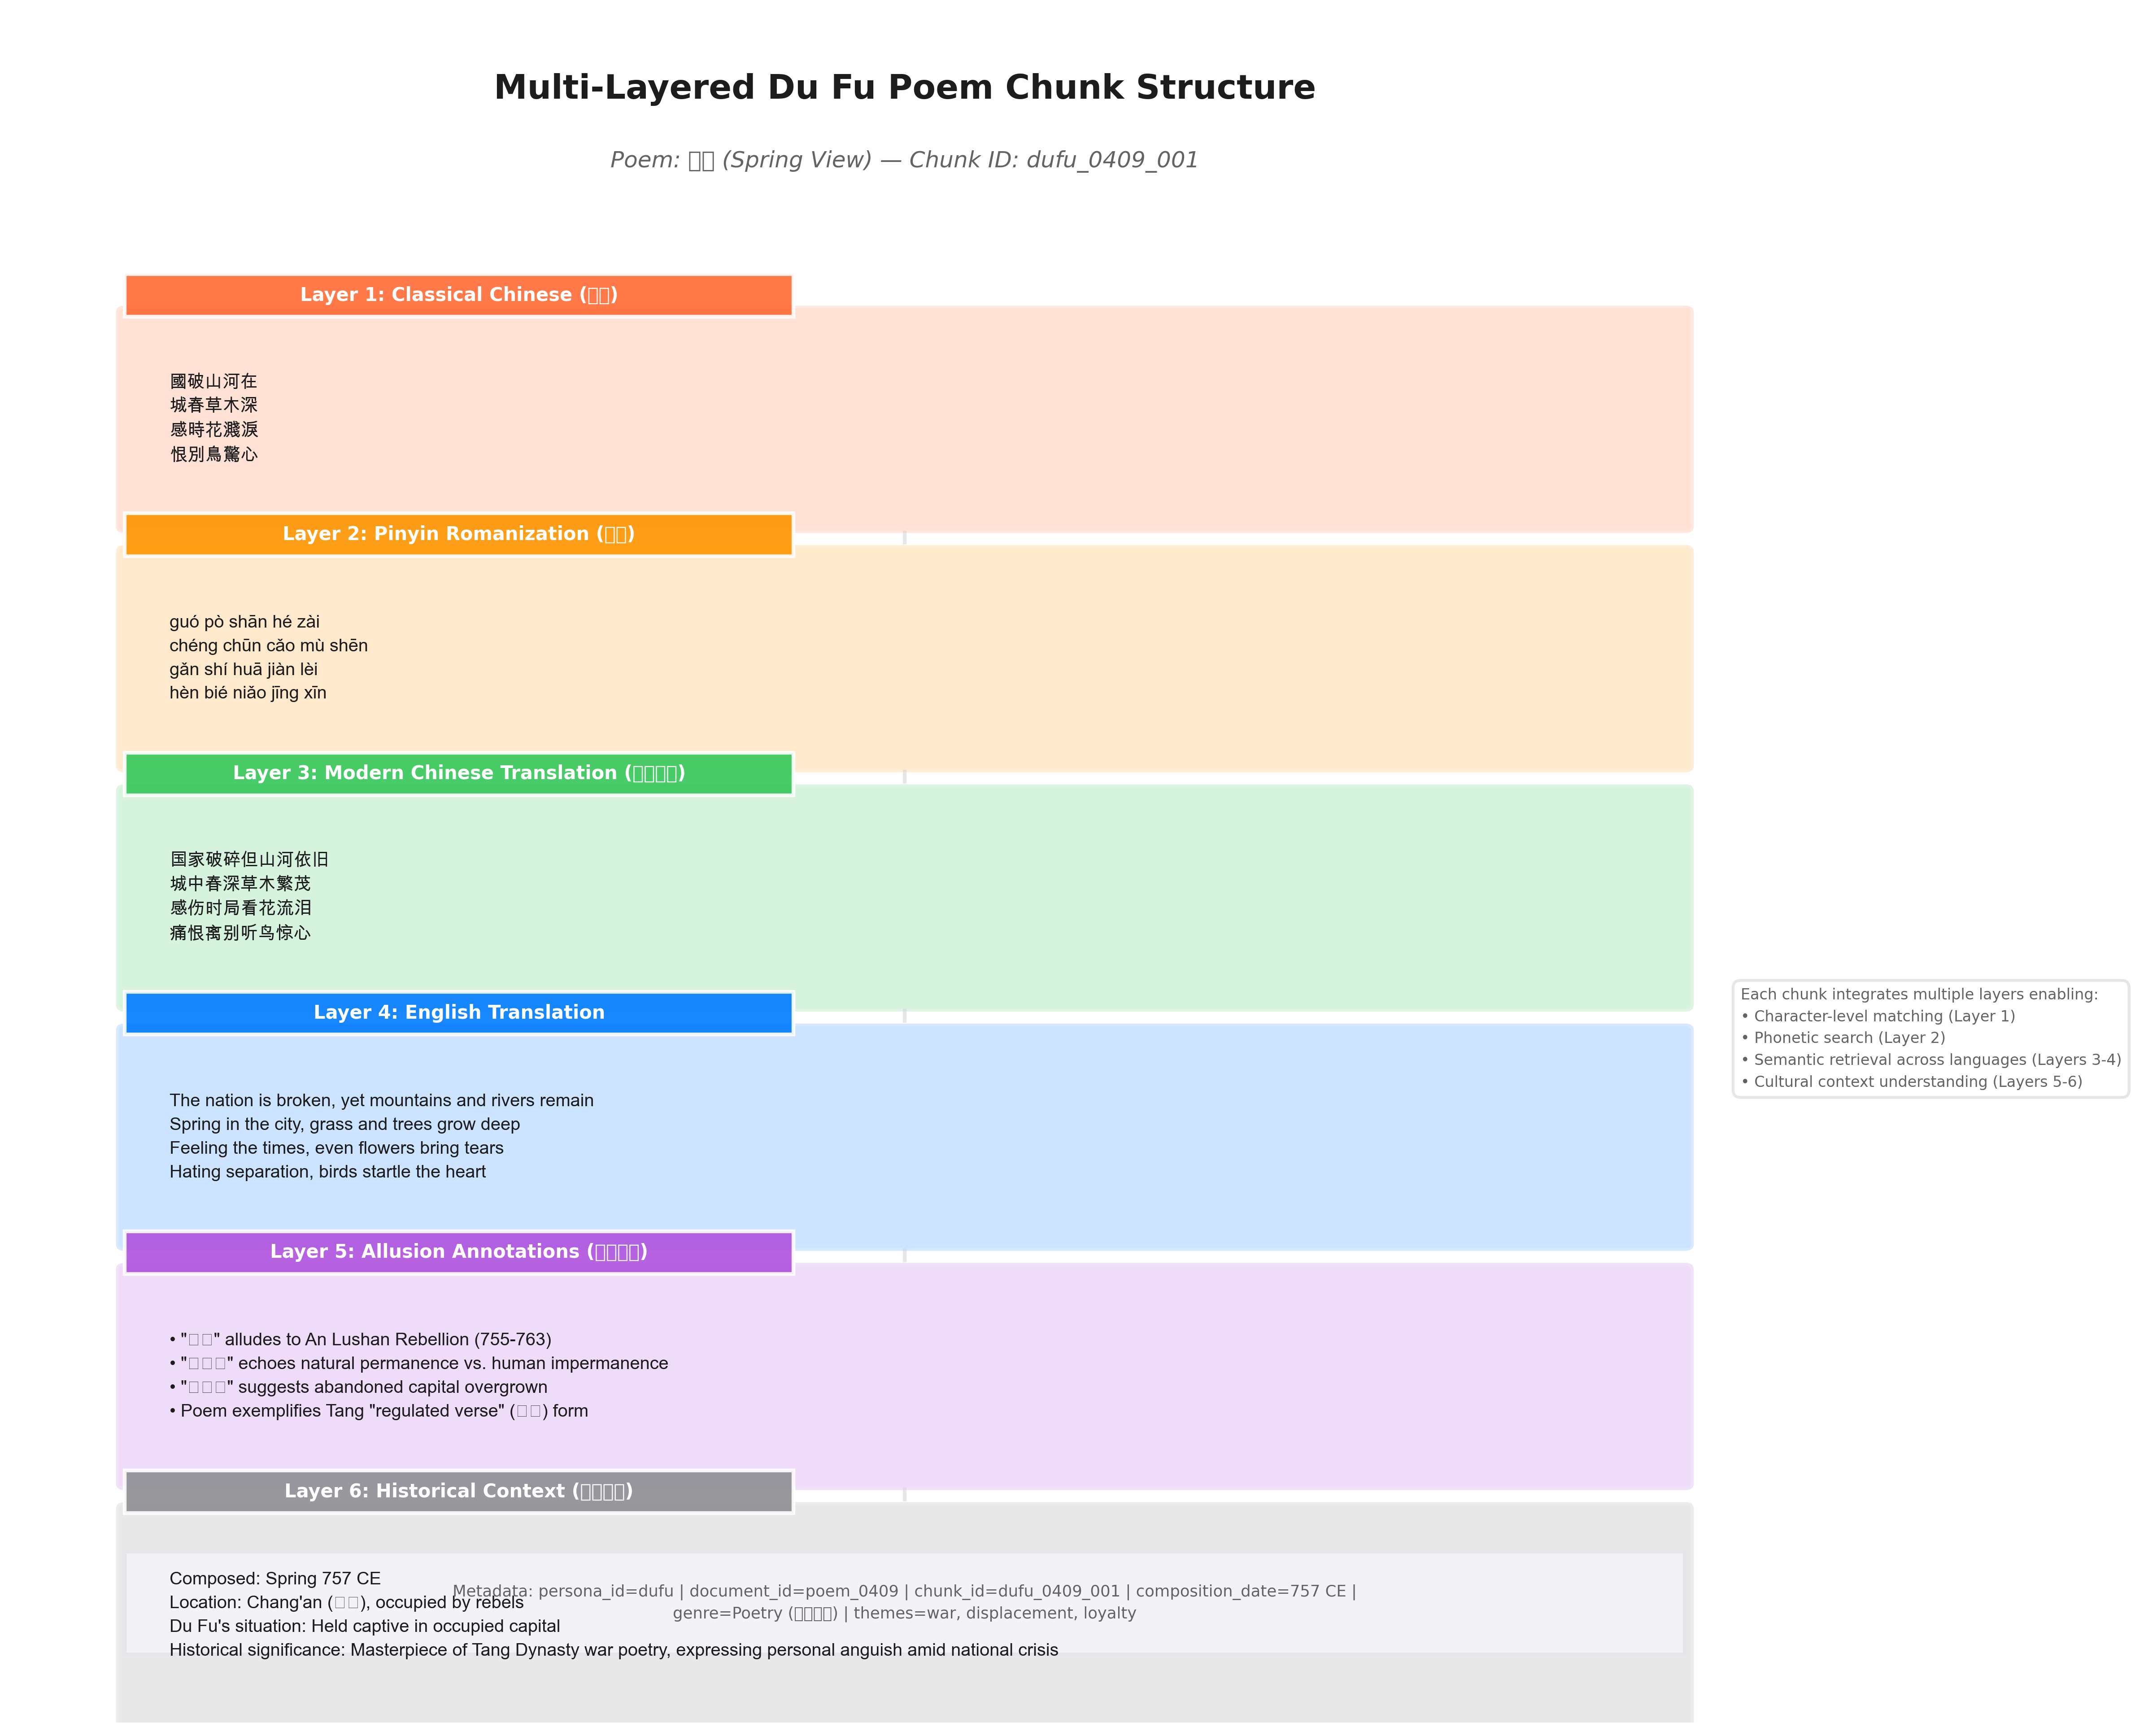 Multi-Layered Du Fu Poem Chunk Structure
Poem: □□ (Spring View) — Chunk ID: dufu_0409_001
Layer 1: Classical Chinese (□□)
國破山河在
城春草木深
感時花濺淚
恨別鳥驚心
Layer 2: Pinyin Romanization (□□)
guó pò shān hé zài
chéng chūn cǎo mù shēn
gǎn shí huā jiàn lèi
hèn bié niǎo jīng xīn
Layer 3: Modern Chinese Translation (□□□□)
国家破碎但山河依旧
城中春深草木繁茂
感伤时局看花流泪
痛恨离别听鸟惊心
Layer 4: English Translation
The nation is broken, yet mountains and rivers remain
Spring in the city, grass and trees grow deep
Feeling the times, even flowers bring tears
Hating separation, birds startle the heart
Layer 5: Allusion Annotations (□□□□)
• "□□" alludes to An Lushan Rebellion (755-763)
• "□□□" echoes natural permanence vs. human impermanence
• "□□□" suggests abandoned capital overgrown
• Poem exemplifies Tang "regulated verse" (□□) form
Layer 6: Historical Context (□□□□)
Composed: Spring 757 CE
Location: Chang'an (□□), occupied by rebels
Du Fu's situation: Held captive in occupied capital
Historical significance: Masterpiece of Tang Dynasty war poetry, expressing personal anguish amid national crisis
Metadata: persona_id=dufu | document_id=poem_0409 | chunk_id=dufu_0409_001 | composition_date=757 CE |
genre=Poetry (□□□□) | themes=war, displacement, loyalty
Each chunk integrates multiple layers enabling:
• Character-level matching (Layer 1)
• Phonetic search (Layer 2)
• Semantic retrieval across languages (Layers 3-4)
• Cultural context understanding (Layers 5-6)